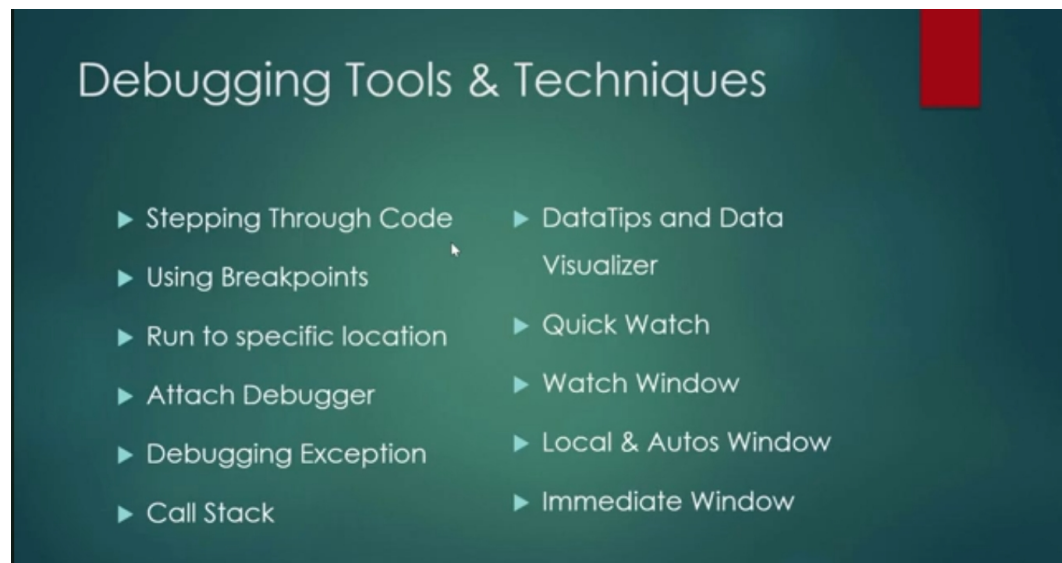 Debugging Tools & Techniques
Stepping Through Code
Using Breakpoints
Run to specific location
Attach Debugger
Debugging Exception
Call Stack
DataTips and Data
Visualizer
Quick Watch
Watch Window
Local & Autos Window
Immediate Window